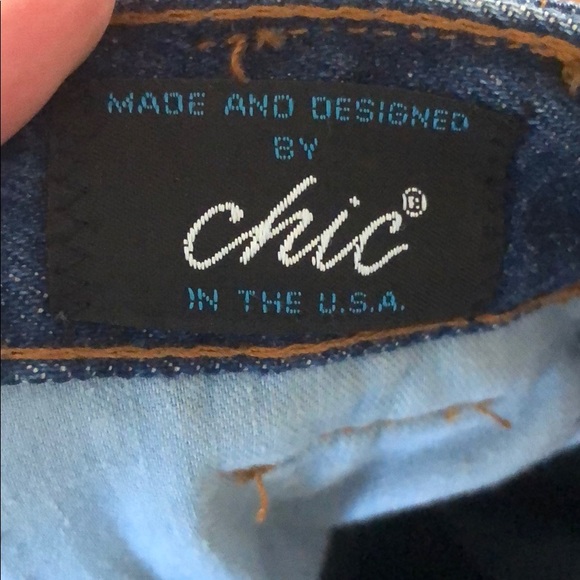 MADE AND DESIGNED
BY
chic®
IN THE U.S.A.